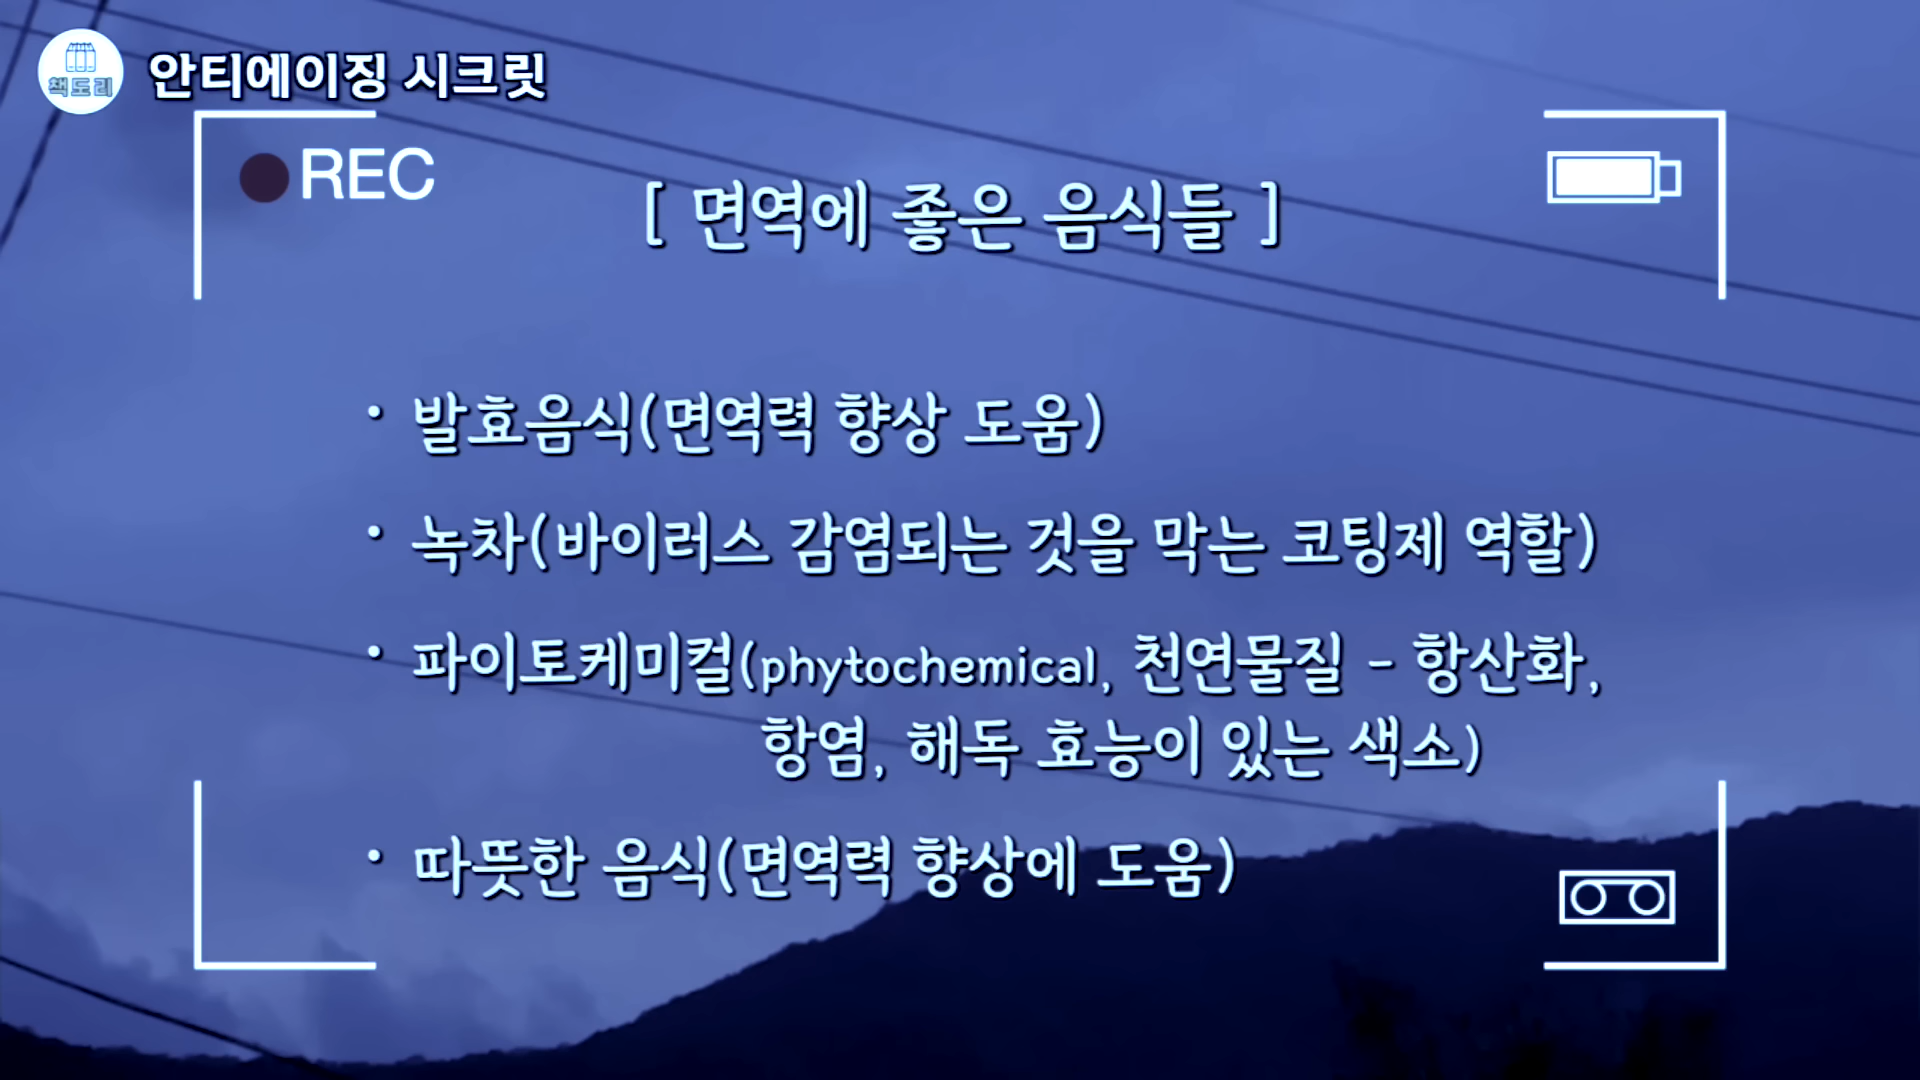 책도리
안티에이징 시크릿
REC
[ 면역에 좋은 음식들 ]
· 발효음식(면역력 향상 도움)
· 녹차(바이러스 감염되는 것을 막는 코팅제 역할)
· 파이토케미컬(phytochemical, 천연물질 - 항산화,
항염, 해독 효능이 있는 색소)
· 따뜻한 음식(면역력 향상에 도움)